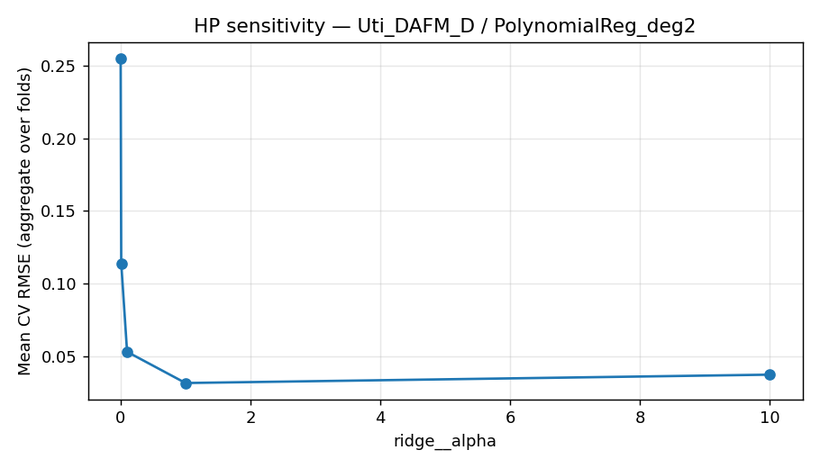 HP sensitivity — Uti_DAFM_D / PolynomialReg_deg2
Mean CV RMSE (aggregate over folds)
0.25
0.20
0.15
0.10
0.05
0 2 4 6 8 10
ridge__alpha